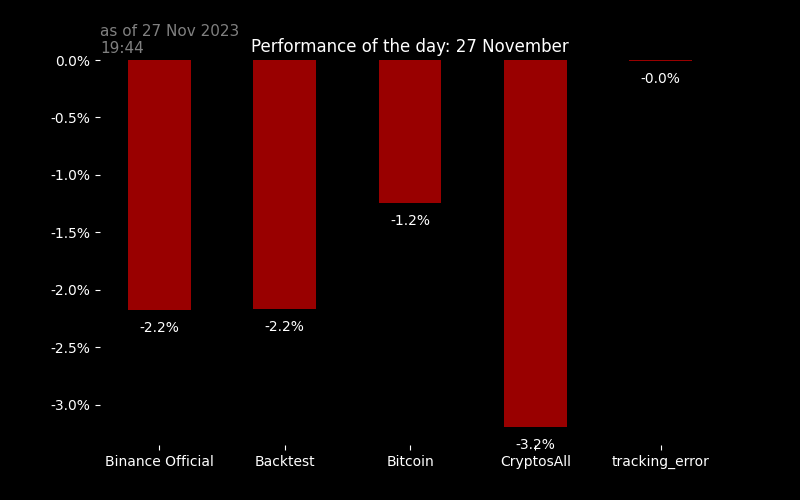 as of 27 Nov 2023
19:44
Performance of the day: 27 November
0.0%
-0.5%
-1.0%
-1.5%
-2.0%
-2.5%
-3.0%
-2.2%
-2.2%
-1.2%
-3.2%
-0.0%
Binance Official
Backtest
Bitcoin
CryptosAll
tracking_error